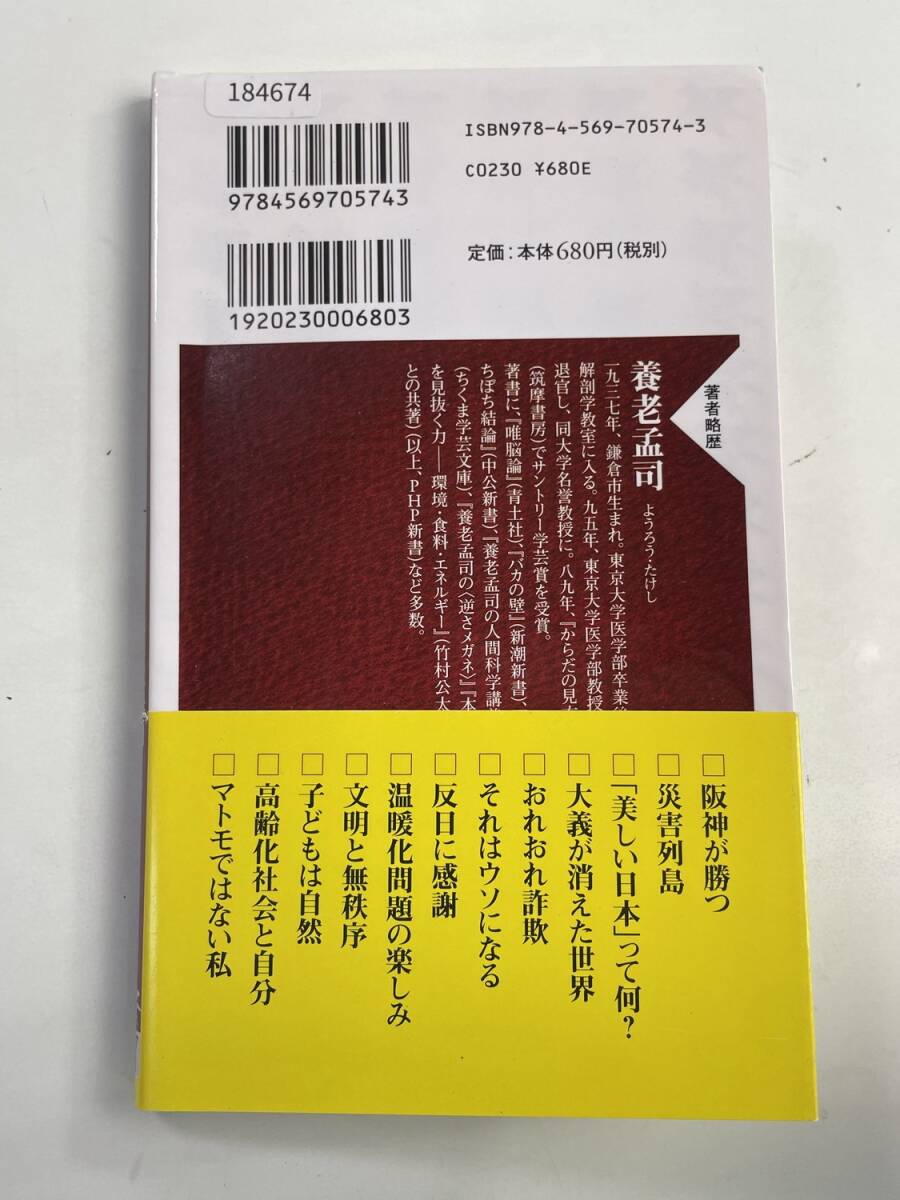 184674
ISBN978-4-569-70574-3
9784569705743
C0230 ¥680E
定価：本体680円（税別）
1920230006803
著者略歴
養老孟司 ようろうたけし
一九三七年、鎌倉市生まれ。東京大学医学部卒業後
解剖学教室に入る。九五年、東京大学医学部教授
退官し、同大学名誉教授に。八九年、『からだの見
（筑摩書房）でサントリー学芸賞を受賞。
著書に、『唯脳論』（青土社）、『バカの壁』（新潮新書）、
ちぼち結論』（中公新書）、『養老孟司の人間科学講
（ちくま学芸文庫）、『養老孟司の〈逆さメガネ〉』『本
を見抜く力――環境・食料・エネルギー』（竹村公太
との共著）（以上、PHP新書）など多数。
□阪神が勝つ
□災害列島
□「美しい日本」って何？
□大義が消えた世界
□おれおれ詐欺
□それはウソになる
□反日に感謝
□温暖化問題の楽しみ
□文明と無秩序
□子どもは自然
□高齢化社会と自分
□マトモではない私